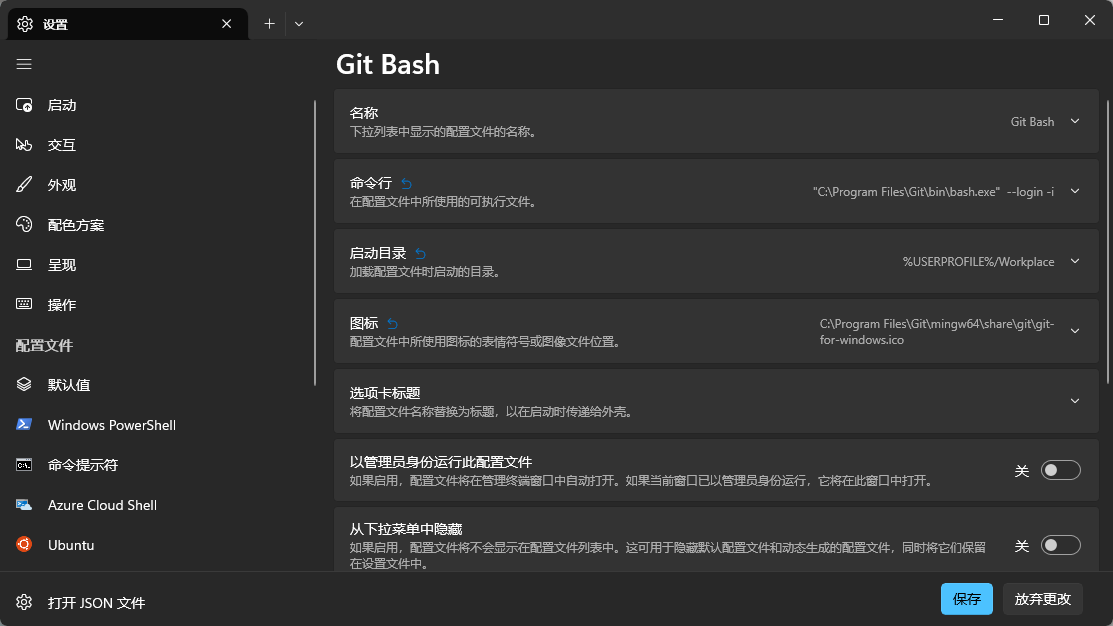 设置
Git Bash
启动
交互
外观
配色方案
呈现
操作
配置文件
默认值
Windows PowerShell
命令提示符
Azure Cloud Shell
Ubuntu
打开 JSON 文件
名称
下拉列表中显示的配置文件的名称。
Git Bash
命令行
在配置文件中所使用的可执行文件。
"C:\Program Files\Git\bin\bash.exe" --login -i
启动目录
加载配置文件时启动的目录。
%USERPROFILE%/Workplace
图标
配置文件中所使用图标的表情符号或图像文件位置。
C:\Program Files\Git\mingw64\share\git\git-
for-windows.ico
选项卡标题
将配置文件名称替换为标题，以在启动时传递给外壳。
以管理员身份运行此配置文件
如果启用，配置文件将在管理终端窗口中自动打开。如果当前窗口已以管理员身份运行，它将在此窗口中打开。
关
从下拉菜单中隐藏
如果启用，配置文件将不会显示在配置文件列表中。这可用于隐藏默认配置文件和动态生成的配置文件，同时将它们保留
在设置文件中。
关
保存
放弃更改